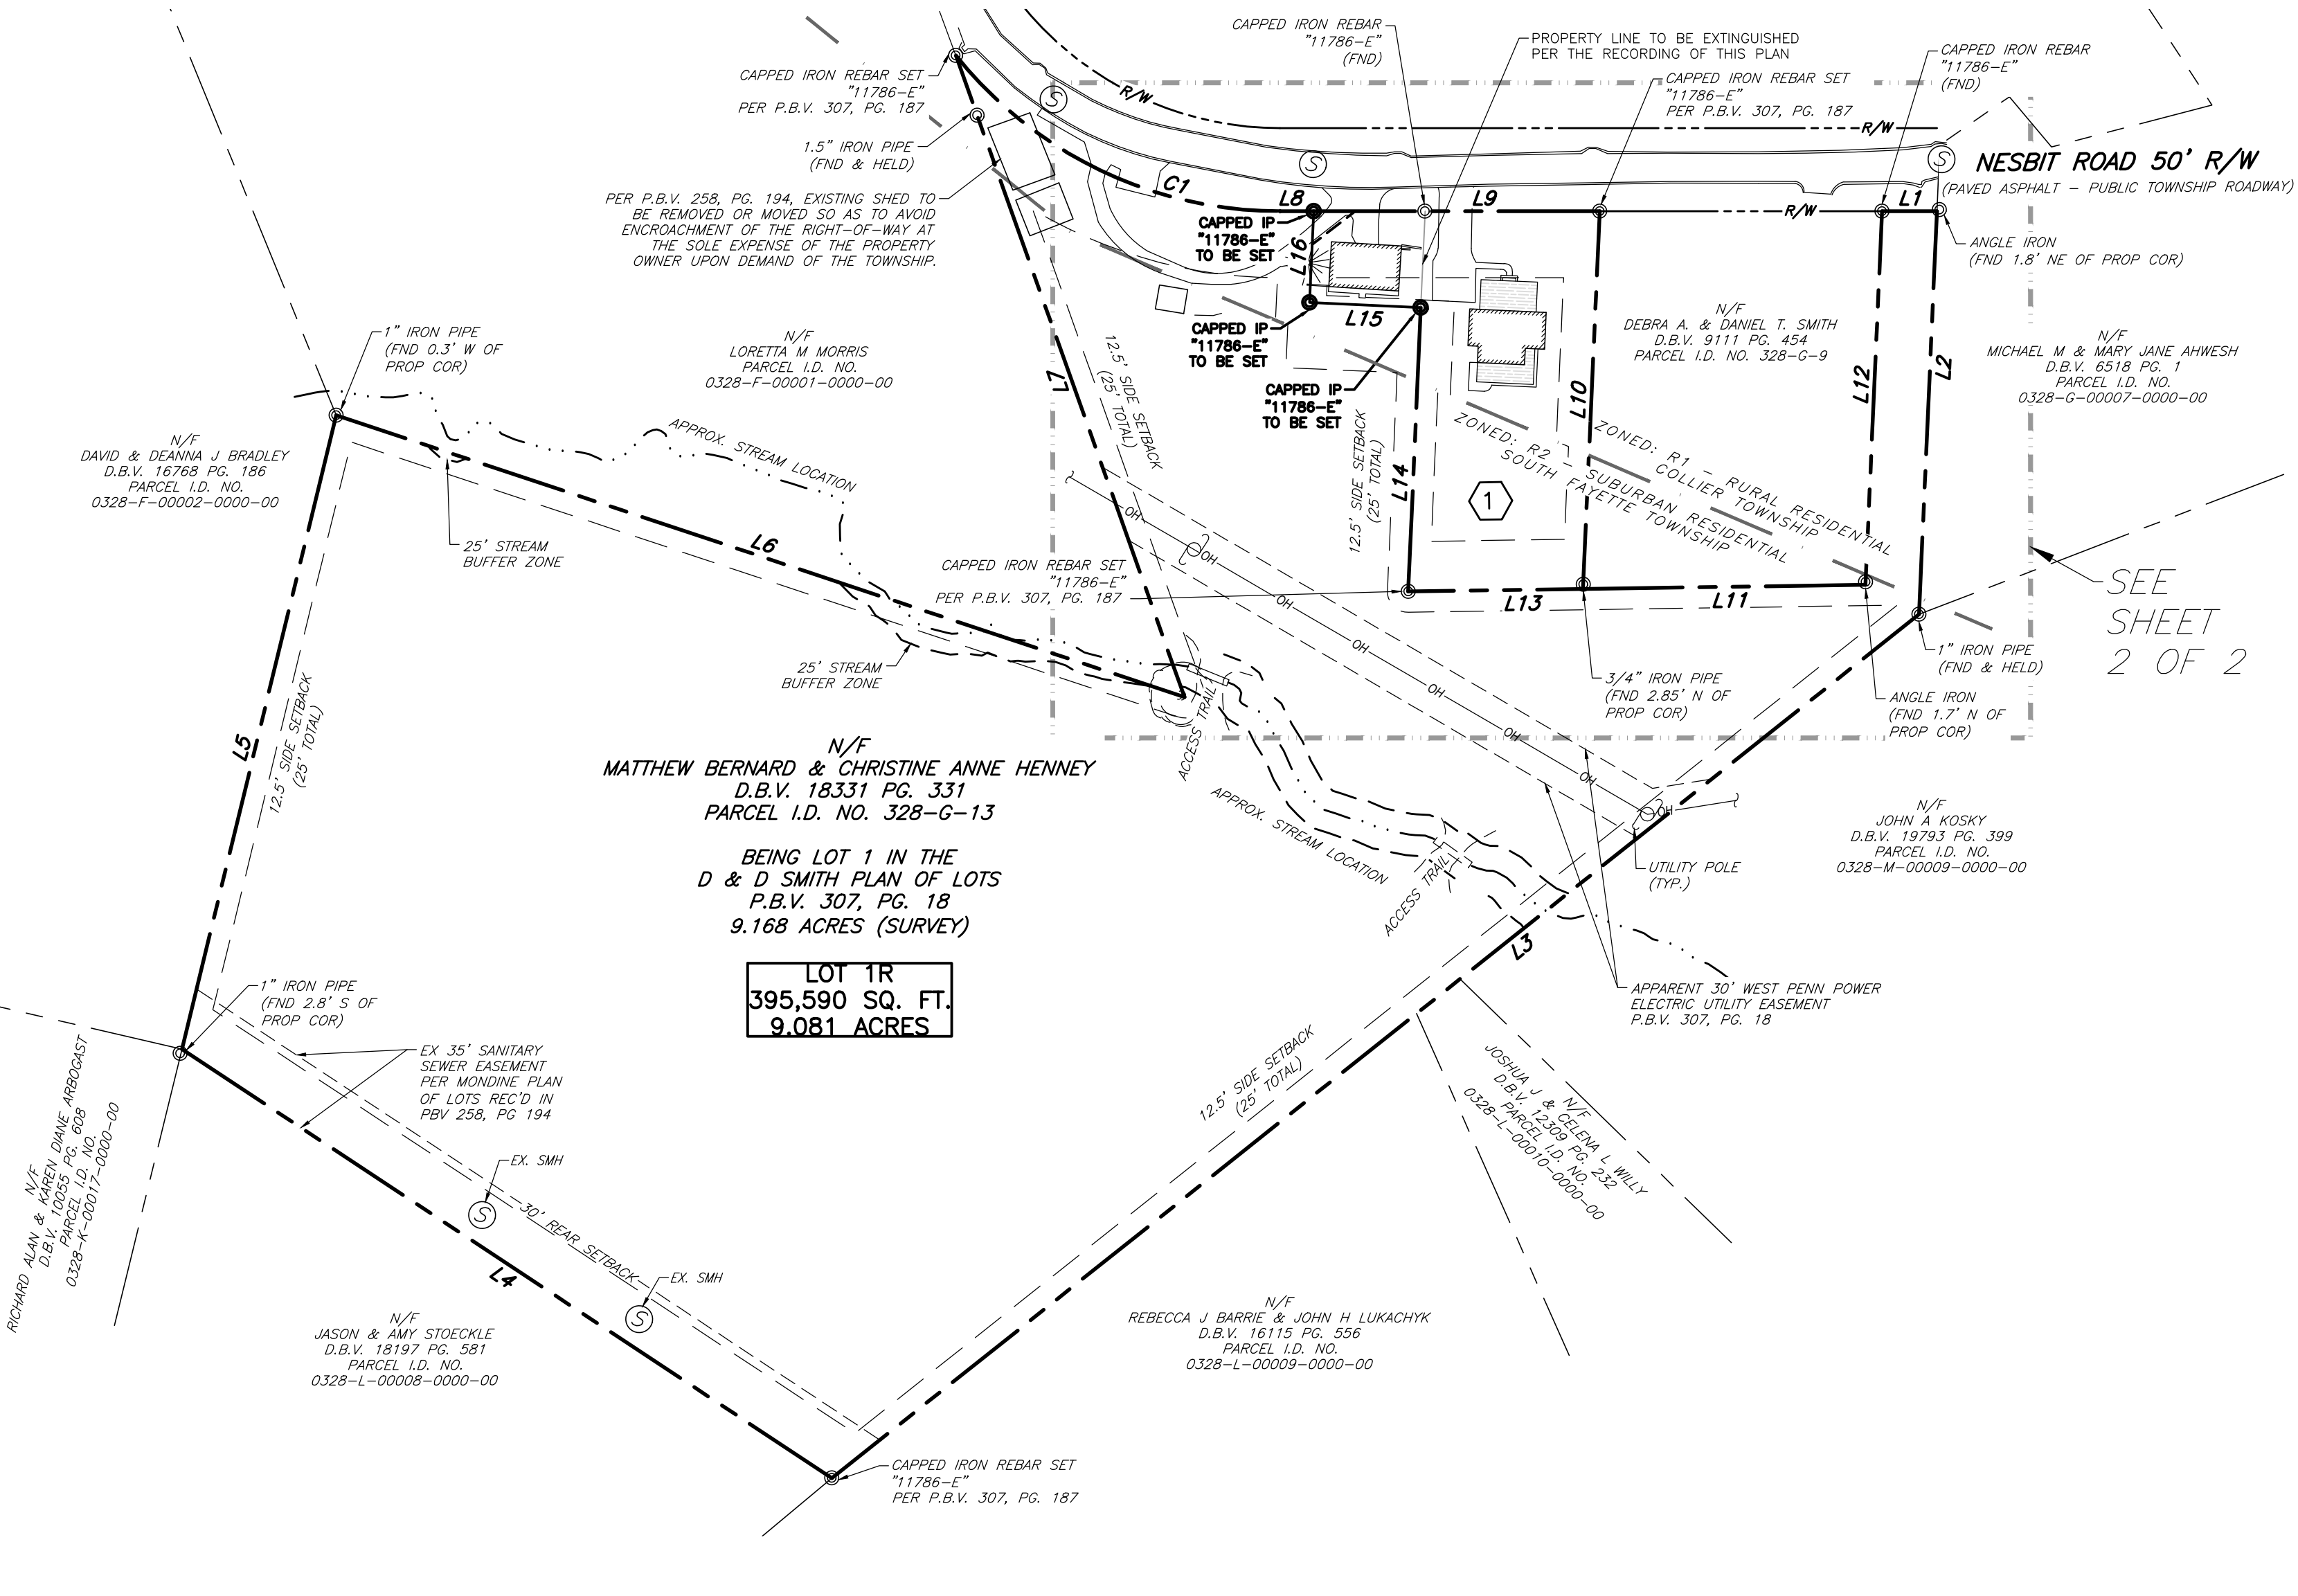 CAPPED IRON REBAR
"11786-E"
(FND)
PROPERTY LINE TO BE EXTINGUISHED
PER THE RECORDING OF THIS PLAN
CAPPED IRON REBAR
"11786-E"
(FND)
CAPPED IRON REBAR SET
"11786-E"
PER P.B.V. 307, PG. 187
CAPPED IRON REBAR SET
"11786-E"
PER P.B.V. 307, PG. 187
R/W
R/W
S
S
S
1.5" IRON PIPE
(FND & HELD)
NESBIT ROAD 50' R/W
(PAVED ASPHALT - PUBLIC TOWNSHIP ROADWAY)
PER P.B.V. 258, PG. 194, EXISTING SHED TO
BE REMOVED OR MOVED SO AS TO AVOID
ENCROACHMENT OF THE RIGHT-OF-WAY AT
THE SOLE EXPENSE OF THE PROPERTY
OWNER UPON DEMAND OF THE TOWNSHIP.
C1
L8
L9
R/W
L1
CAPPED IP
"11786-E"
TO BE SET
L16
ANGLE IRON
(FND 1.8' NE OF PROP COR)
L15
CAPPED IP
"11786-E"
TO BE SET
N/F
DEBRA A. & DANIEL T. SMITH
D.B.V. 9111 PG. 454
PARCEL I.D. NO. 328-G-9
N/F
MICHAEL M & MARY JANE AHWESH
D.B.V. 6518 PG. 1
PARCEL I.D. NO.
0328-G-00007-0000-00
1" IRON PIPE
(FND 0.3' W OF
PROP COR)
N/F
LORETTA M MORRIS
PARCEL I.D. NO.
0328-F-00001-0000-00
L7
12.5' SIDE SETBACK
(25' TOTAL)
CAPPED IP
"11786-E"
TO BE SET
L10
L12
L2
N/F
DAVID & DEANNA J BRADLEY
D.B.V. 16768 PG. 186
PARCEL I.D. NO.
0328-F-00002-0000-00
APPROX. STREAM LOCATION
12.5' SIDE SETBACK
(25' TOTAL)
L14
ZONED: R1 - RURAL RESIDENTIAL
COLLIER TOWNSHIP
ZONED: R2 - SUBURBAN RESIDENTIAL
SOUTH FAYETTE TOWNSHIP
1
25' STREAM
BUFFER ZONE
L6
OH
OH
OH
OH
OH
OH
OH
OH
CAPPED IRON REBAR SET
"11786-E"
PER P.B.V. 307, PG. 187
L13
L11
SEE
SHEET
2 OF 2
1" IRON PIPE
(FND & HELD)
25' STREAM
BUFFER ZONE
3/4" IRON PIPE
(FND 2.85' N OF
PROP COR)
ANGLE IRON
(FND 1.7' N OF
PROP COR)
L5
12.5' SIDE SETBACK
(25' TOTAL)
ACCESS TRAIL
N/F
MATTHEW BERNARD & CHRISTINE ANNE HENNEY
D.B.V. 18331 PG. 331
PARCEL I.D. NO. 328-G-13
BEING LOT 1 IN THE
D & D SMITH PLAN OF LOTS
P.B.V. 307, PG. 18
9.168 ACRES (SURVEY)
LOT 1R
395,590 SQ. FT.
9.081 ACRES
APPROX. STREAM LOCATION
ACCESS TRAIL
UTILITY POLE
(TYP.)
N/F
JOHN A KOSKY
D.B.V. 19793 PG. 399
PARCEL I.D. NO.
0328-M-00009-0000-00
L3
APPARENT 30' WEST PENN POWER
ELECTRIC UTILITY EASEMENT
P.B.V. 307, PG. 18
1" IRON PIPE
(FND 2.8' S OF
PROP COR)
EX 35' SANITARY
SEWER EASEMENT
PER MONDINE PLAN
OF LOTS REC'D IN
PBV 258, PG 194
N/F
RICHARD ALAN & KAREN DIANE ARBOGAST
D.B.V. 10055 PG. 608
PARCEL I.D. NO.
0328-K-00017-0000-00
12.5' SIDE SETBACK
(25' TOTAL)
N/F
JOSHUA J & CELENA L WILLY
D.B.V. 12309 PG. 232
PARCEL I.D. NO.
0328-L-00010-0000-00
EX. SMH
S
30' REAR SETBACK
L4
EX. SMH
S
N/F
JASON & AMY STOECKLE
D.B.V. 18197 PG. 581
PARCEL I.D. NO.
0328-L-00008-0000-00
N/F
REBECCA J BARRIE & JOHN H LUKACHYK
D.B.V. 16115 PG. 556
PARCEL I.D. NO.
0328-L-00009-0000-00
CAPPED IRON REBAR SET
"11786-E"
PER P.B.V. 307, PG. 187